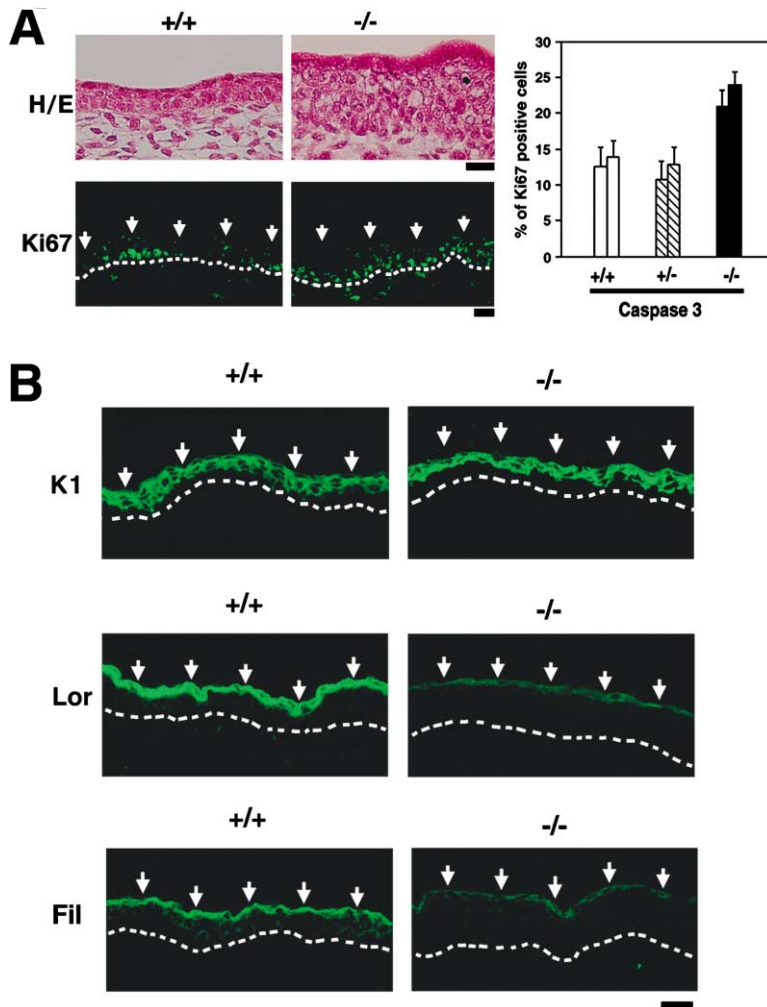 A
+/+
-/-
H/E
Ki67
% of Ki67 positive cells
30
25
20
15
10
5
0
+/+
+/-
-/-
Caspase 3
B
+/+
-/-
K1
+/+
-/-
Lor
+/+
-/-
Fil